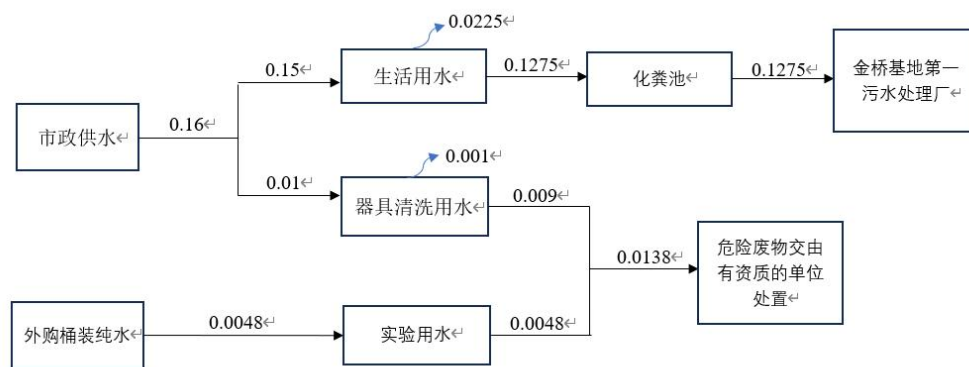 0.0225↵
0.15↵
生活用水↵
0.1275↵
化粪池↵
0.1275↵
金桥基地第一
污水处理厂↵
市政供水↵
0.16↵
0.001↵
0.01↵
器具清洗用水↵
0.009↵
0.0138↵
危险废物交由
有资质的单位
处置↵
外购桶装纯水↵
0.0048↵
实验用水↵
0.0048↵